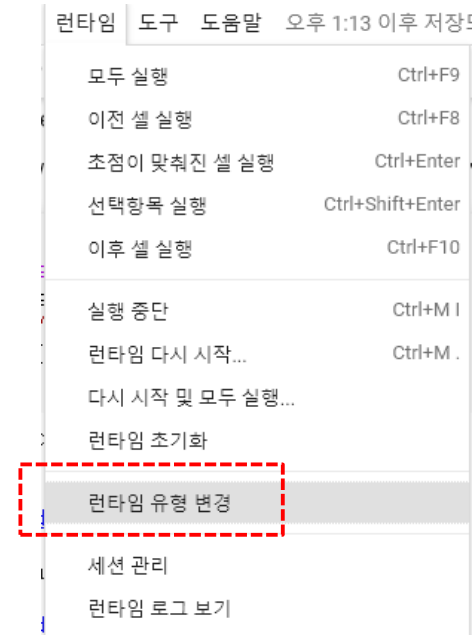 런타임 도구 도움말 오후 1:13 이후 저장
모두 실행 Ctrl+F9
이전 셀 실행 Ctrl+F8
초점이 맞춰진 셀 실행 Ctrl+Enter
선택항목 실행 Ctrl+Shift+Enter
이후 셀 실행 Ctrl+F10
실행 중단 Ctrl+M I
런타임 다시 시작... Ctrl+M .
다시 시작 및 모두 실행...
런타임 초기화
런타임 유형 변경
세션 관리
런타임 로그 보기